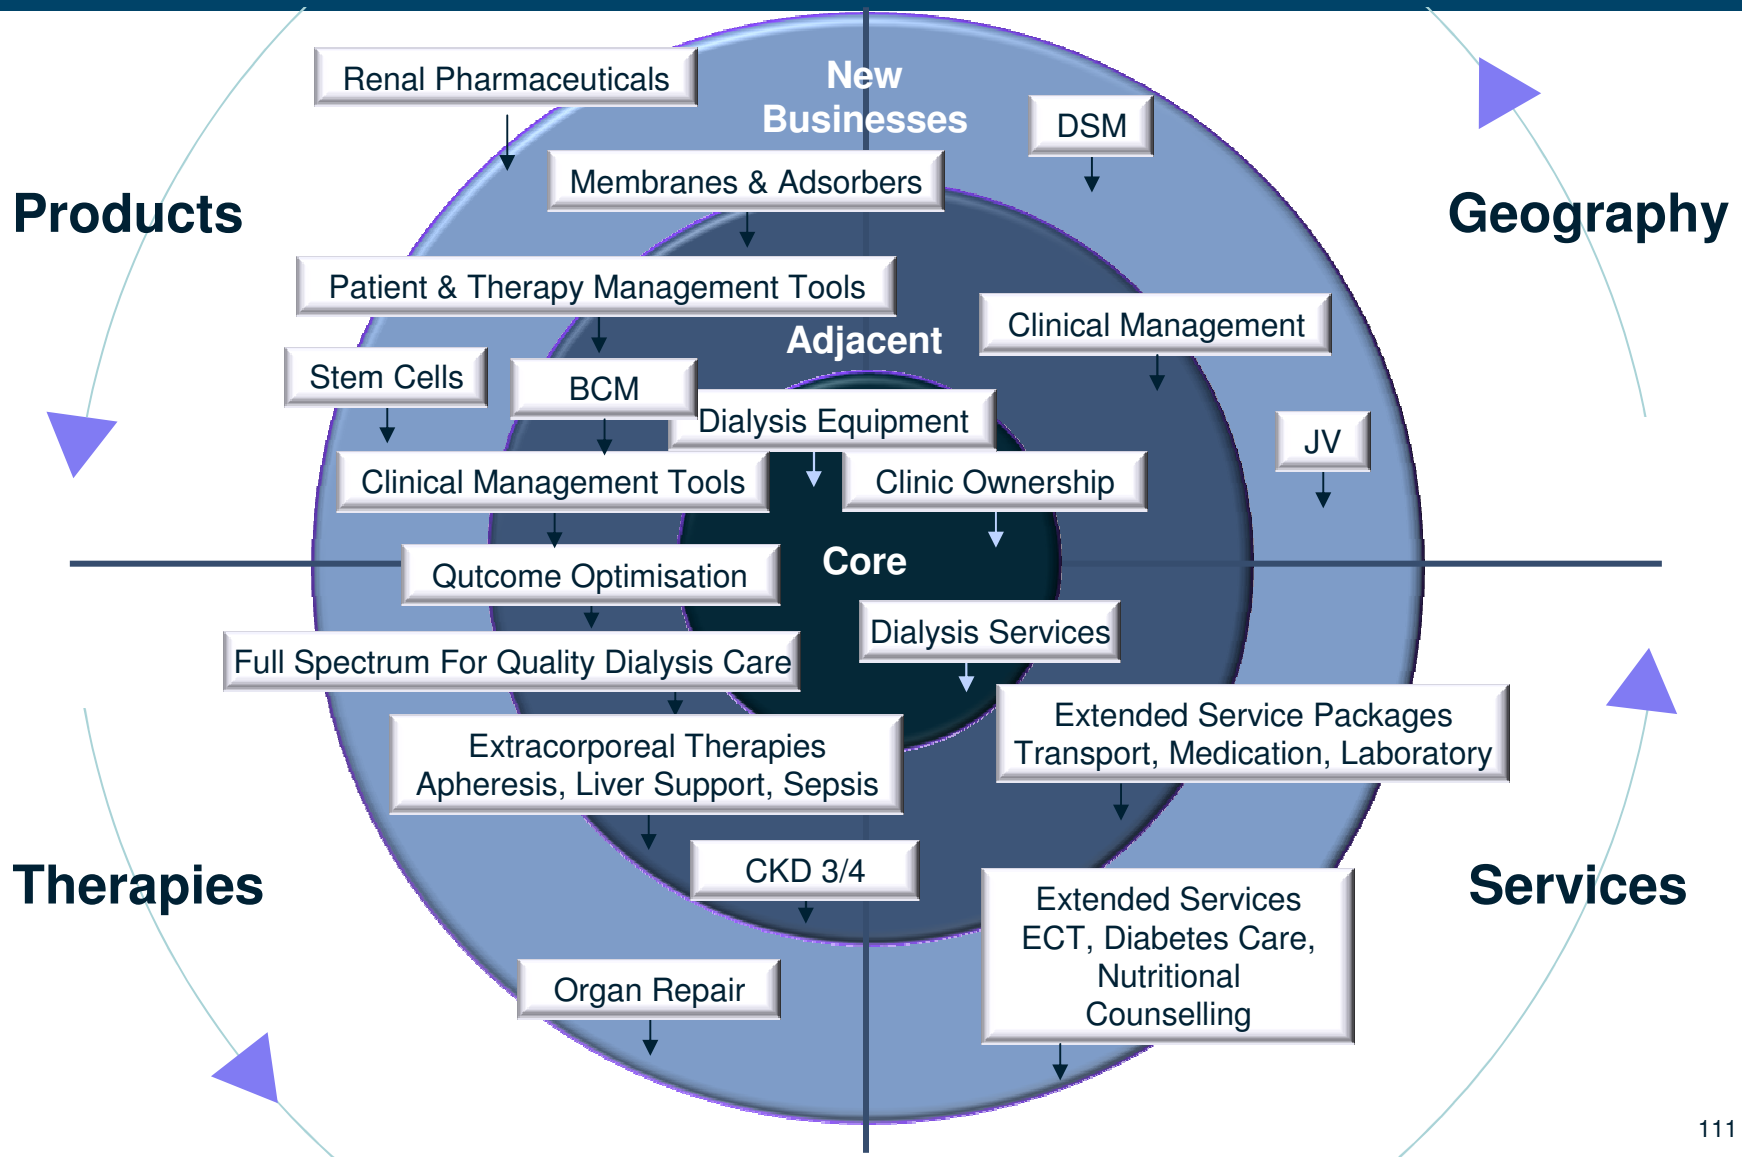 Renal Pharmaceuticals
New
Businesses
DSM
Membranes & Adsorbers
Products
Geography
Patient & Therapy Management Tools
Clinical Management
Adjacent
Stem Cells
BCM
Dialysis Equipment
JV
Clinical Management Tools
Clinic Ownership
Core
Qutcome Optimisation
Dialysis Services
Full Spectrum For Quality Dialysis Care
Extended Service Packages
Transport, Medication, Laboratory
Extracorporeal Therapies
Apheresis, Liver Support, Sepsis
CKD 3/4
Therapies
Services
Extended Services
ECT, Diabetes Care,
Nutritional
Counselling
Organ Repair
111